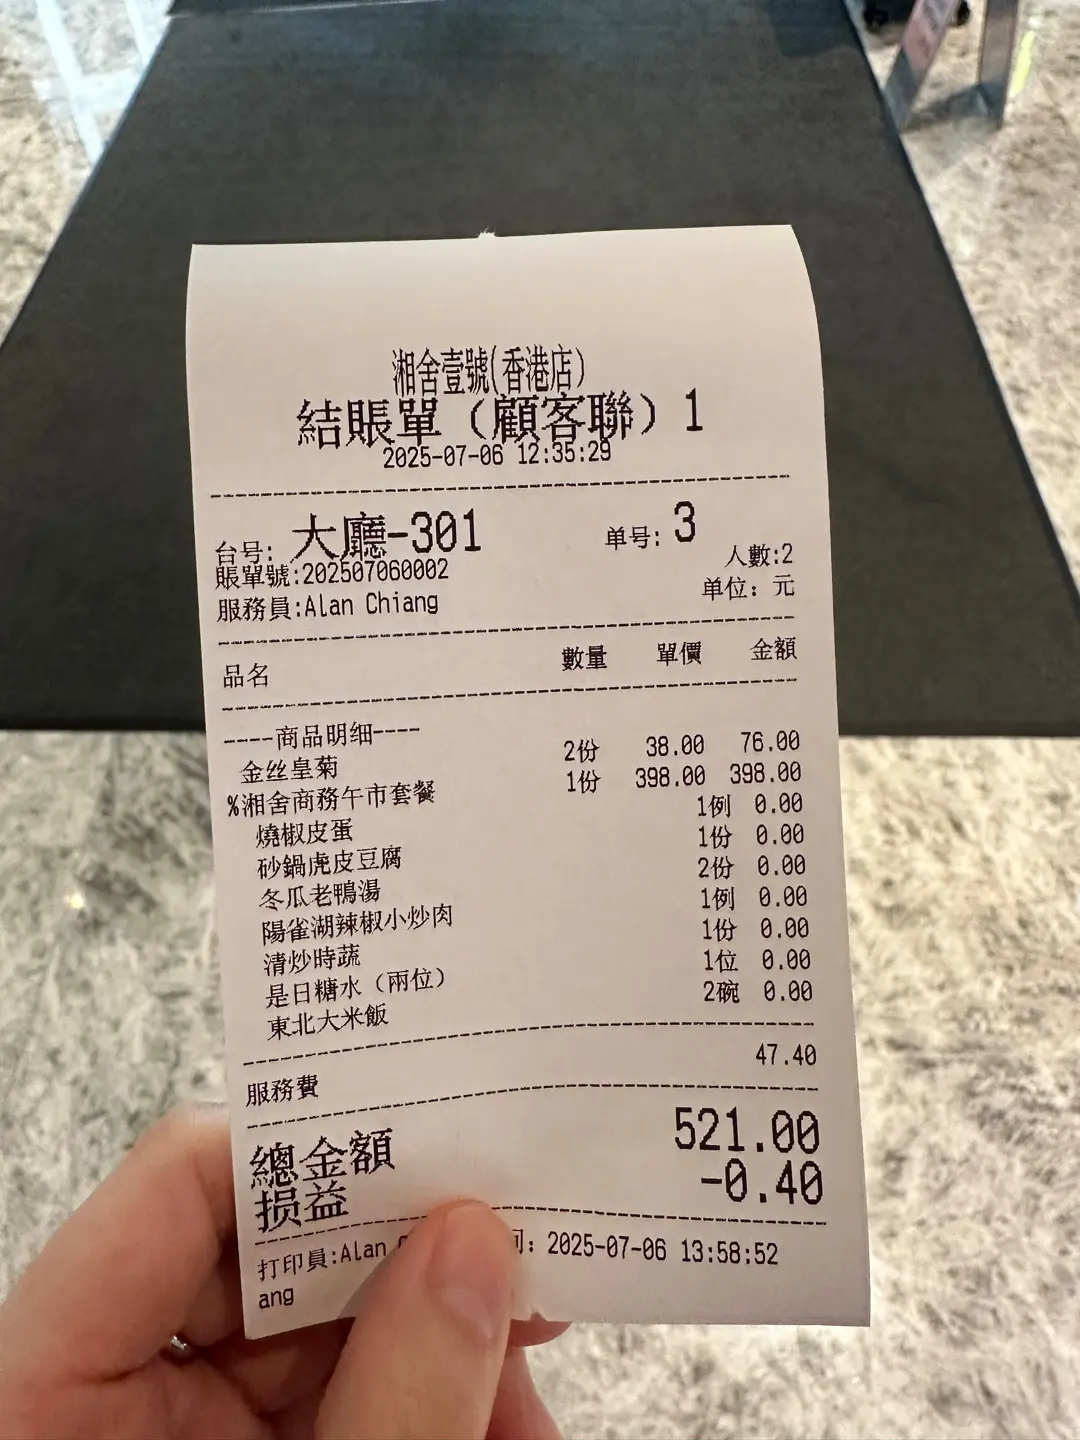 湘舍壹號(香港店)
結賬單（顧客聯）1
2025-07-06 12:35:29
台号: 大廳-301 单号: 3
人數:2
賬單號:202507060002
单位: 元
服務員:Alan Chiang
品名 數量 單價 金額
----商品明细----
金丝皇菊 2份 38.00 76.00
%湘舍商務午市套餐 1份 398.00 398.00
燒椒皮蛋 1例 0.00
砂鍋虎皮豆腐 1份 0.00
冬瓜老鴨湯 2份 0.00
陽雀湖辣椒小炒肉 1例 0.00
清炒時蔬 1份 0.00
是日糖水（兩位） 1位 0.00
東北大米飯 2碗 0.00
服務費 47.40
總金額 521.00
损益 -0.40
打印員:Alan 2025-07-06 13:58:52
ang